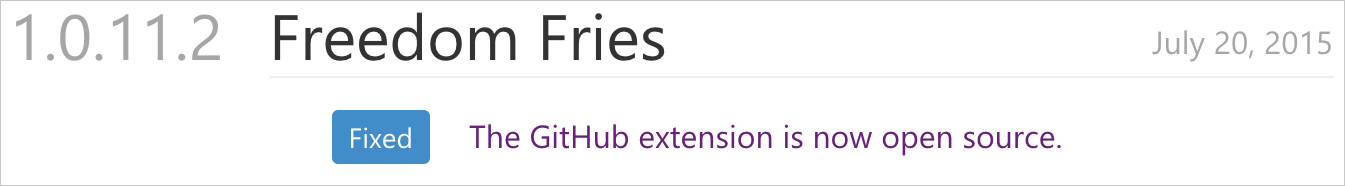 1.0.11.2 Freedom Fries July 20, 2015
Fixed The GitHub extension is now open source.